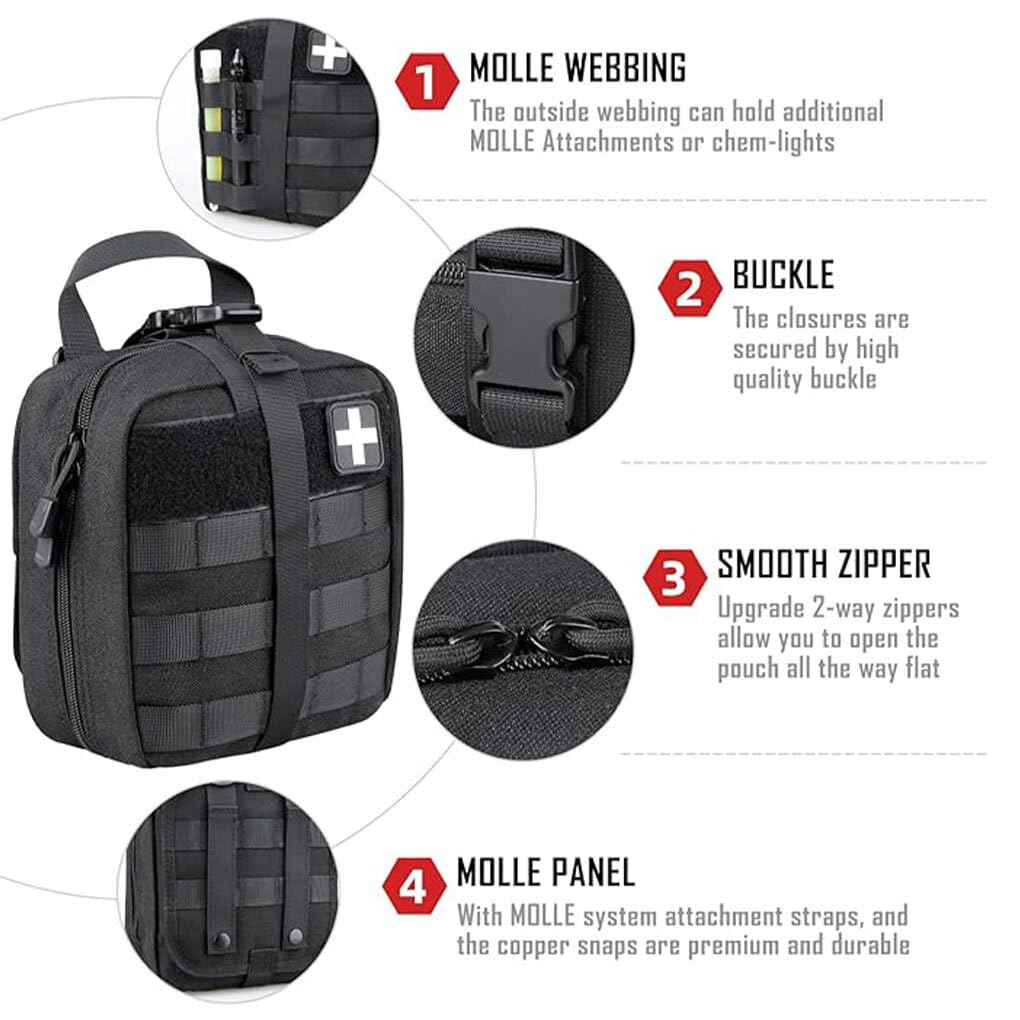 1
MOLLE WEBBING
The outside webbing can hold additional
MOLLE Attachments or chem-lights
2
BUCKLE
The closures are
secured by high
quality buckle
3
SMOOTH ZIPPER
Upgrade 2-way zippers
allow you to open the
pouch all the way flat
4
MOLLE PANEL
With MOLLE system attachment straps, and
the copper snaps are premium and durable